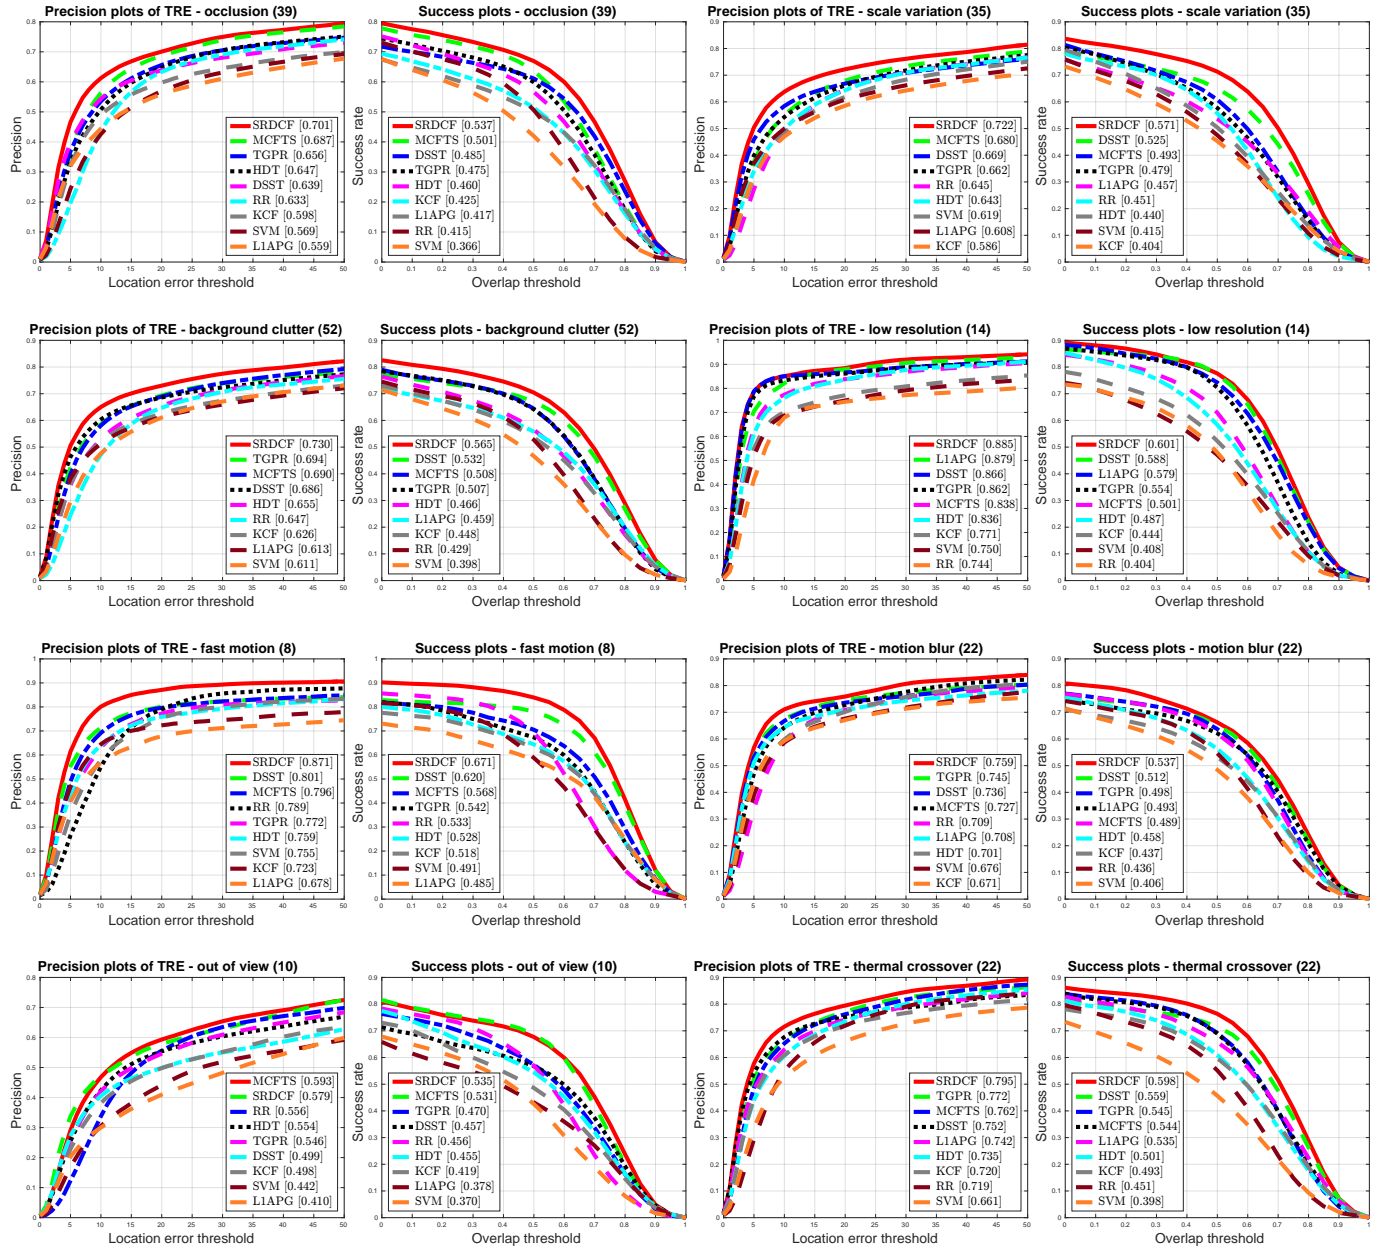 Precision plots of TRE - occlusion (39)
Precision
SRDCF [0.701]
MCFTS [0.687]
TGPR [0.656]
HDT [0.647]
DSST [0.639]
RR [0.633]
KCF [0.598]
SVM [0.569]
L1APG [0.559]
Location error threshold
Success plots - occlusion (39)
Success rate
SRDCF [0.537]
MCFTS [0.501]
DSST [0.485]
TGPR [0.475]
HDT [0.460]
KCF [0.425]
L1APG [0.417]
RR [0.415]
SVM [0.366]
Overlap threshold
Precision plots of TRE - scale variation (35)
Precision
SRDCF [0.722]
MCFTS [0.680]
DSST [0.669]
TGPR [0.662]
RR [0.645]
HDT [0.643]
SVM [0.619]
L1APG [0.608]
KCF [0.586]
Location error threshold
Success plots - scale variation (35)
Success rate
SRDCF [0.571]
DSST [0.525]
MCFTS [0.493]
TGPR [0.479]
L1APG [0.457]
RR [0.451]
HDT [0.440]
SVM [0.415]
KCF [0.404]
Overlap threshold
Precision plots of TRE - background clutter (52)
Precision
SRDCF [0.730]
TGPR [0.694]
MCFTS [0.690]
DSST [0.686]
HDT [0.655]
RR [0.647]
KCF [0.626]
L1APG [0.613]
SVM [0.611]
Location error threshold
Success plots - background clutter (52)
Success rate
SRDCF [0.565]
DSST [0.532]
MCFTS [0.508]
TGPR [0.507]
HDT [0.466]
L1APG [0.459]
KCF [0.448]
RR [0.429]
SVM [0.398]
Overlap threshold
Precision plots of TRE - low resolution (14)
Precision
SRDCF [0.885]
L1APG [0.879]
DSST [0.866]
TGPR [0.862]
MCFTS [0.838]
HDT [0.836]
KCF [0.771]
SVM [0.750]
RR [0.744]
Location error threshold
Success plots - low resolution (14)
Success rate
SRDCF [0.601]
DSST [0.588]
L1APG [0.579]
TGPR [0.554]
MCFTS [0.501]
HDT [0.487]
KCF [0.444]
SVM [0.408]
RR [0.404]
Overlap threshold
Precision plots of TRE - fast motion (8)
Precision
SRDCF [0.871]
DSST [0.801]
MCFTS [0.796]
RR [0.789]
TGPR [0.772]
HDT [0.759]
SVM [0.755]
KCF [0.723]
L1APG [0.678]
Location error threshold
Success plots - fast motion (8)
Success rate
SRDCF [0.671]
DSST [0.620]
MCFTS [0.568]
TGPR [0.542]
RR [0.533]
HDT [0.528]
KCF [0.518]
SVM [0.491]
L1APG [0.485]
Overlap threshold
Precision plots of TRE - motion blur (22)
Precision
SRDCF [0.759]
TGPR [0.745]
DSST [0.736]
MCFTS [0.727]
RR [0.709]
L1APG [0.708]
HDT [0.701]
SVM [0.676]
KCF [0.671]
Location error threshold
Success plots - motion blur (22)
Success rate
SRDCF [0.537]
DSST [0.512]
TGPR [0.498]
L1APG [0.493]
MCFTS [0.489]
HDT [0.458]
KCF [0.437]
RR [0.436]
SVM [0.406]
Overlap threshold
Precision plots of TRE - out of view (10)
Precision
MCFTS [0.593]
SRDCF [0.579]
RR [0.556]
HDT [0.554]
TGPR [0.546]
DSST [0.499]
KCF [0.498]
SVM [0.442]
L1APG [0.410]
Location error threshold
Success plots - out of view (10)
Success rate
SRDCF [0.535]
MCFTS [0.531]
TGPR [0.470]
DSST [0.457]
RR [0.456]
HDT [0.455]
KCF [0.419]
L1APG [0.378]
SVM [0.370]
Overlap threshold
Precision plots of TRE - thermal crossover (22)
Precision
SRDCF [0.795]
TGPR [0.772]
MCFTS [0.762]
DSST [0.752]
L1APG [0.742]
HDT [0.735]
KCF [0.720]
RR [0.719]
SVM [0.661]
Location error threshold
Success plots - thermal crossover (22)
Success rate
SRDCF [0.598]
DSST [0.559]
TGPR [0.545]
MCFTS [0.544]
L1APG [0.535]
HDT [0.501]
KCF [0.493]
RR [0.451]
SVM [0.398]
Overlap threshold